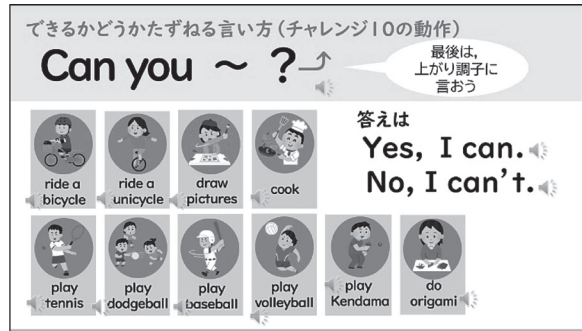 できるかどうかたずねる言い方（チャレンジ10の動作）
Can you ～ ?
最後は，
上がり調子に
言おう
ride a
bicycle
ride a
unicycle
draw
pictures
cook
答えは
Yes, I can.
No, I can't.
play
tennis
play
dodgeball
play
baseball
play
volleyball
play
Kendama
do
origami